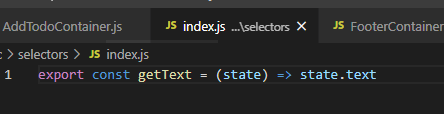 AddTodoContainer.js JS index.js ...\selectors × JS FooterContainer
> selectors > JS index.js
1 export const getText = (state) => state.text